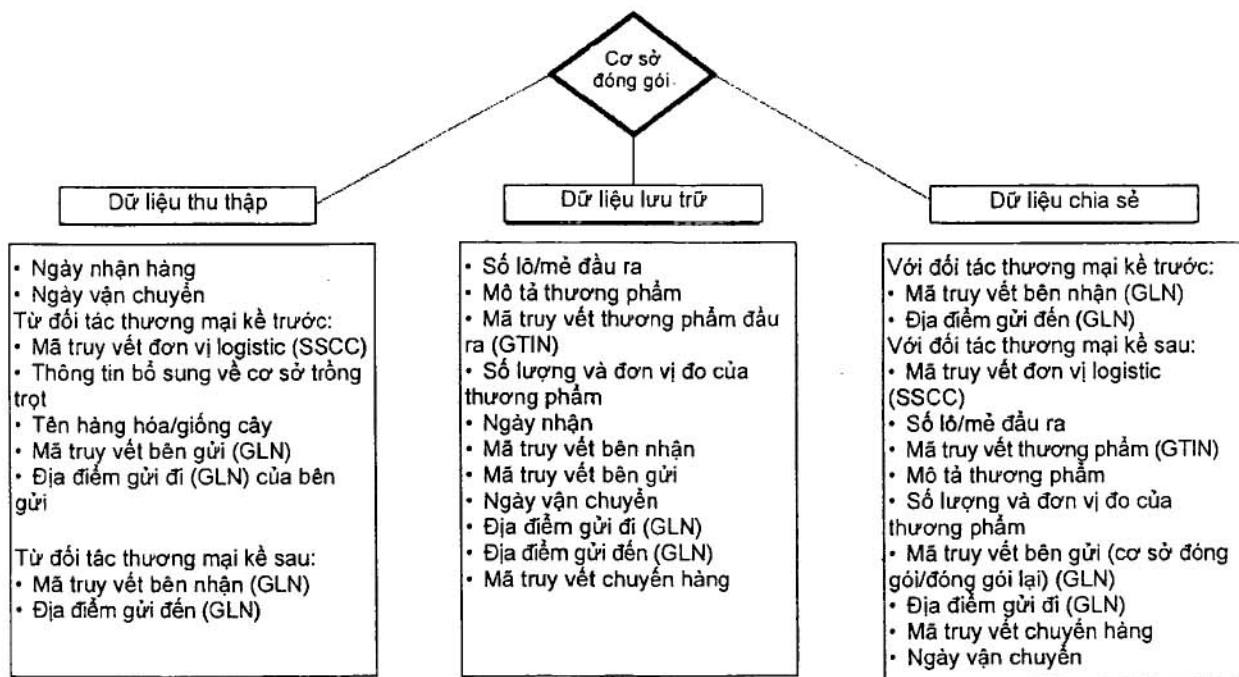 Cơ sở
đóng gói
Dữ liệu thu thập
• Ngày nhận hàng
• Ngày vận chuyển
Từ đối tác thương mại kề trước:
• Mã truy vết đơn vị logistic (SSCC)
• Thông tin bổ sung về cơ sở trồng
trọt
• Tên hàng hóa/giống cây
• Mã truy vết bên gửi (GLN)
• Địa điểm gửi đi (GLN) của bên
gửi
Từ đối tác thương mại kề sau:
• Mã truy vết bên nhận (GLN)
• Địa điểm gửi đến (GLN)
Dữ liệu lưu trữ
• Số lô/mẻ đầu ra
• Mô tả thương phẩm
• Mã truy vết thương phẩm đầu
ra (GTIN)
• Số lượng và đơn vị đo của
thương phẩm
• Ngày nhận
• Mã truy vết bên nhận
• Mã truy vết bên gửi
• Ngày vận chuyển
• Địa điểm gửi đi (GLN)
• Địa điểm gửi đến (GLN)
• Mã truy vết chuyến hàng
Dữ liệu chia sẻ
Với đối tác thương mại kề trước:
• Mã truy vết bên nhận (GLN)
• Địa điểm gửi đến (GLN)
Với đối tác thương mại kề sau:
• Mã truy vết đơn vị logistic
(SSCC)
• Số lô/mẻ đầu ra
• Mã truy vết thương phẩm (GTIN)
• Mô tả thương phẩm
• Số lượng và đơn vị đo của
thương phẩm
• Mã truy vết bên gửi (cơ sở đóng
gói/đóng gói lại) (GLN)
• Địa điểm gửi đi (GLN)
• Mã truy vết chuyến hàng
• Ngày vận chuyển